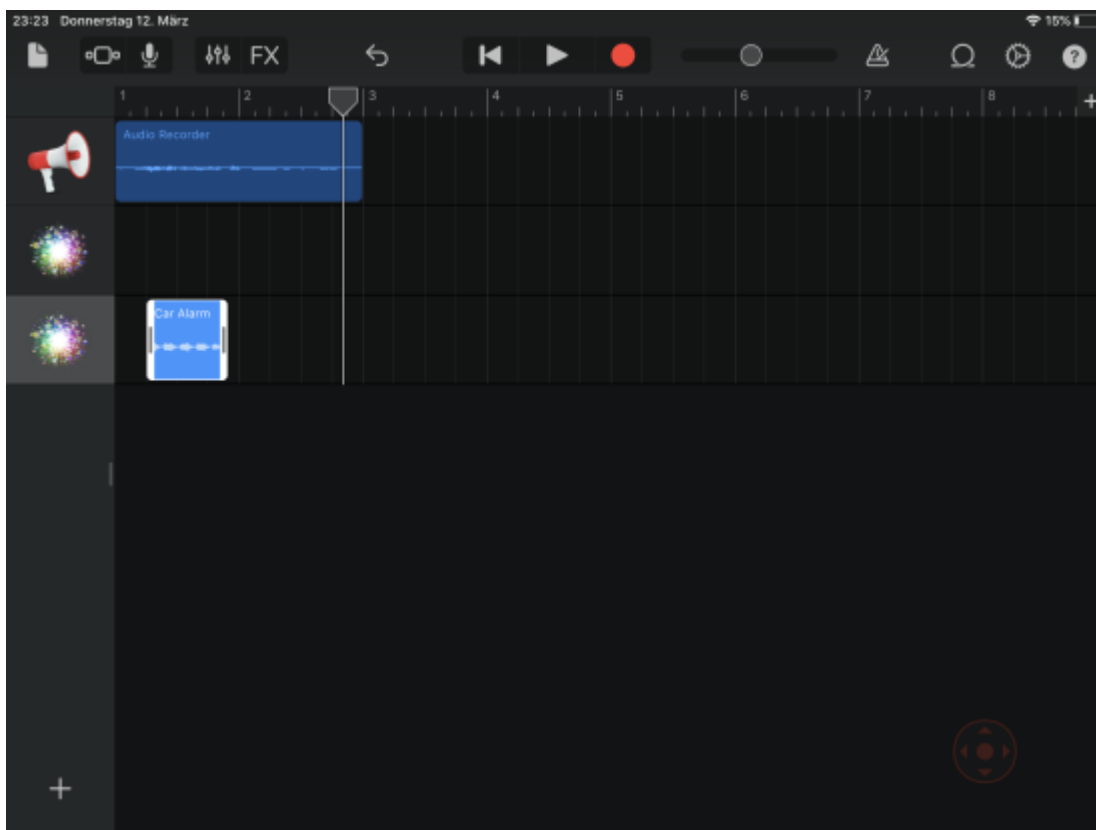 23:23 Donnerstag 12. März 15%
FX ?
1 2 3 4 5 6 7 8 +
Audio Recorder
Car Alarm
+